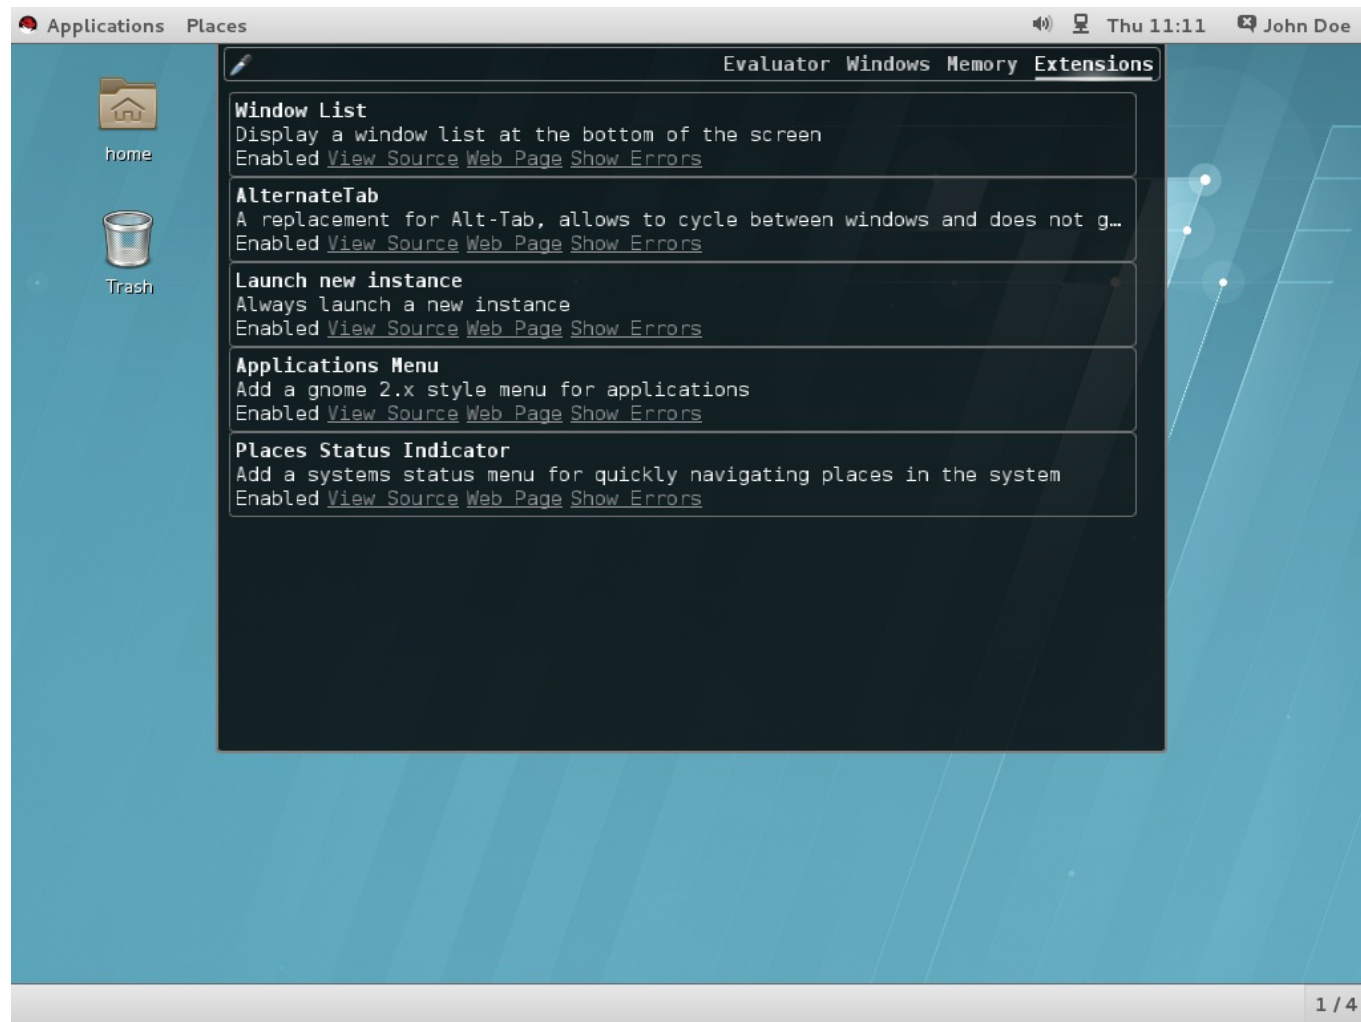 Applications Places Thu 11:11 John Doe
Evaluator Windows Memory Extensions
home
Trash
Window List
Display a window list at the bottom of the screen
Enabled View Source Web Page Show Errors
AlternateTab
A replacement for Alt-Tab, allows to cycle between windows and does not g…
Enabled View Source Web Page Show Errors
Launch new instance
Always launch a new instance
Enabled View Source Web Page Show Errors
Applications Menu
Add a gnome 2.x style menu for applications
Enabled View Source Web Page Show Errors
Places Status Indicator
Add a systems status menu for quickly navigating places in the system
Enabled View Source Web Page Show Errors
1 / 4